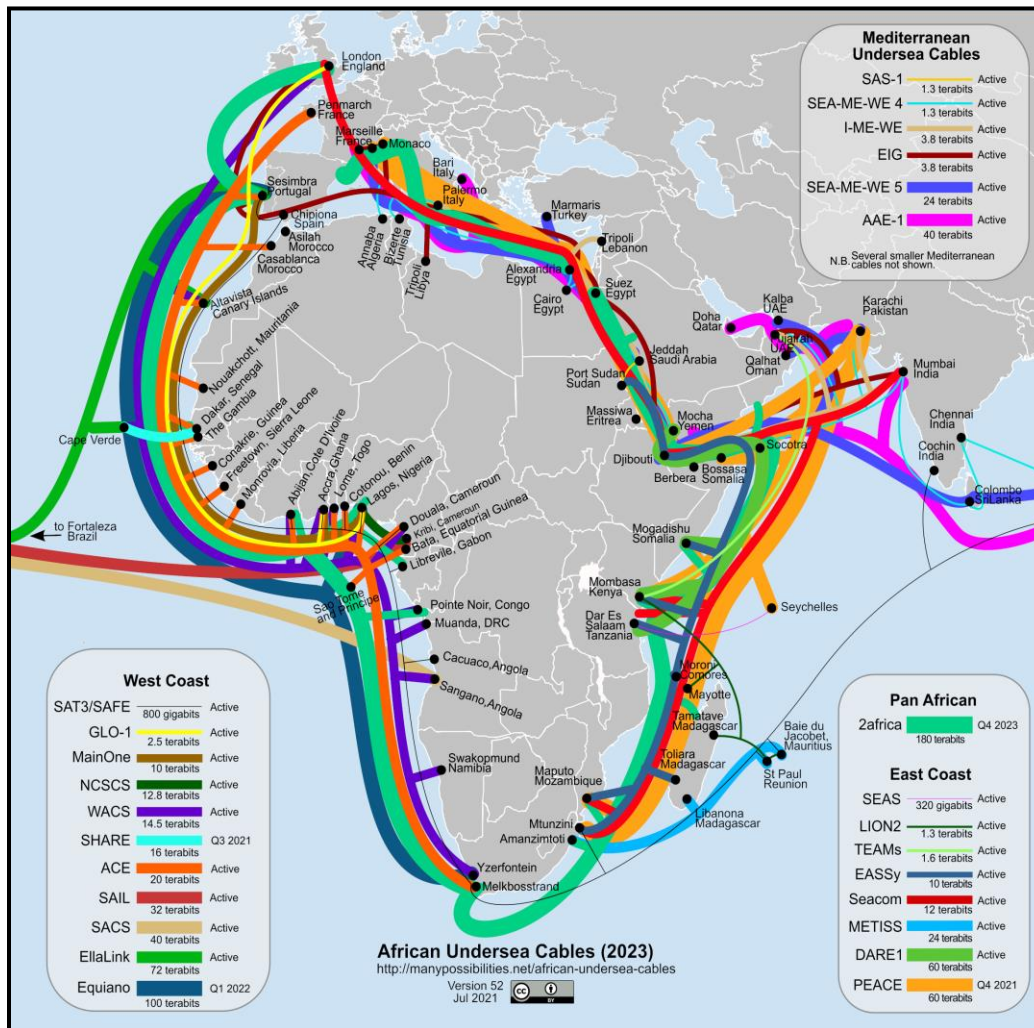 London
England
Penmarch
France
Marseille
France
Monaco
Bari
Italy
Sesimbra
Portugal
Palermo
Italy
Marmaris
Turkey
Chipiona
Spain
Asilah
Morocco
Casablanca
Morocco
Annaba
Algeria
Bizerte
Tunisia
Tripoli
Libya
Tripoli
Lebanon
Alexandria
Egypt
Cairo
Egypt
Suez
Egypt
Altavista
Canary Islands
Doha
Qatar
Kalba
UAE
Fujairah
UAE
Qalhat
Oman
Karachi
Pakistan
Jeddah
Saudi Arabia
Port Sudan
Sudan
Mumbai
India
Nouakchott, Mauritania
Dakar, Senegal
The Gambia
Cape Verde
Conakrie, Guinea
Freetown, Sierra Leone
Monrovia, Liberia
Abijan,Cote D'Ivoire
Accra,Ghana
Lome, Togo
Cotonou, Benin
Lagos, Nigeria
Massiwa
Eritrea
Mocha
Yemen
Chennai
India
Cochin
India
Colombo
SriLanka
Djibouti
Berbera
Bossasa
Somalia
Socotra
Douala, Cameroun
Kribi, Cameroun
Bata, Equatorial Guinea
Libreville, Gabon
to Fortaleza
Brazil
Mogadishu
Somalia
Sao Tome
and Principe
Mombasa
Kenya
Seychelles
Pointe Noir, Congo
Muanda, DRC
Dar Es
Salaam
Tanzania
Cacuaco,Angola
Sangano,Angola
Moroni
Comores
Mayotte
Tamatave
Madagascar
Baie du
Jacobet,
Mauritius
Swakopmund
Namibia
Toliara
Madagascar
St Paul
Reunion
Maputo
Mozambique
Libanona
Madagascar
Mtunzini
Amanzimtoti
Yzerfontein
Melkbosstrand
Mediterranean
Undersea Cables
SAS-1 Active
1.3 terabits
SEA-ME-WE 4 Active
1.3 terabits
I-ME-WE Active
3.8 terabits
EIG Active
3.8 terabits
SEA-ME-WE 5 Active
24 terabits
AAE-1 Active
40 terabits
N.B. Several smaller Mediterranean
cables not shown.
West Coast
SAT3/SAFE Active
800 gigabits
GLO-1 Active
2.5 terabits
MainOne Active
10 terabits
NCSCS Active
12.8 terabits
WACS Active
14.5 terabits
SHARE Q3 2021
16 terabits
ACE Active
20 terabits
SAIL Active
32 terabits
SACS Active
40 terabits
EllaLink Active
72 terabits
Equiano Q1 2022
100 terabits
Pan African
2africa Q4 2023
180 terabits
East Coast
SEAS Active
320 gigabits
LION2 Active
1.3 terabits
TEAMs Active
1.6 terabits
EASSy Active
10 terabits
Seacom Active
12 terabits
METISS Active
24 terabits
DARE1 Active
60 terabits
PEACE Q4 2021
60 terabits
African Undersea Cables (2023)
http://manypossibilities.net/african-undersea-cables
Version 52
Jul 2021
cc BY